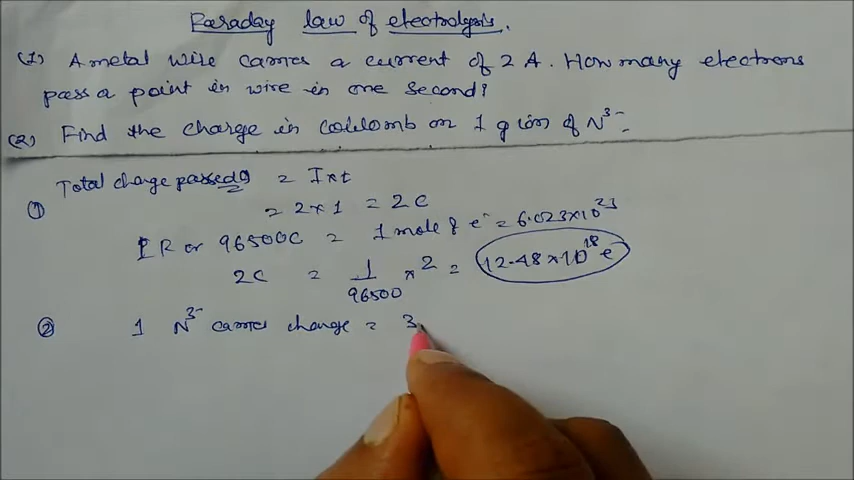 Faraday law of electrolysis.
(1) A metal wire carries a current of 2 A. How many electrons
pass a point in wire in one second?
(2) Find the charge in coulomb on 1 g ion of N³⁻
① Total charge passed Q = I×t
= 2×1 = 2C
1 F or 96500C = 1 mole of e⁻ = 6.023×10²³
2C = 1/96500 × 2 = 12.48×10¹⁸ e⁻
② 1 N³⁻ carries charge = 3